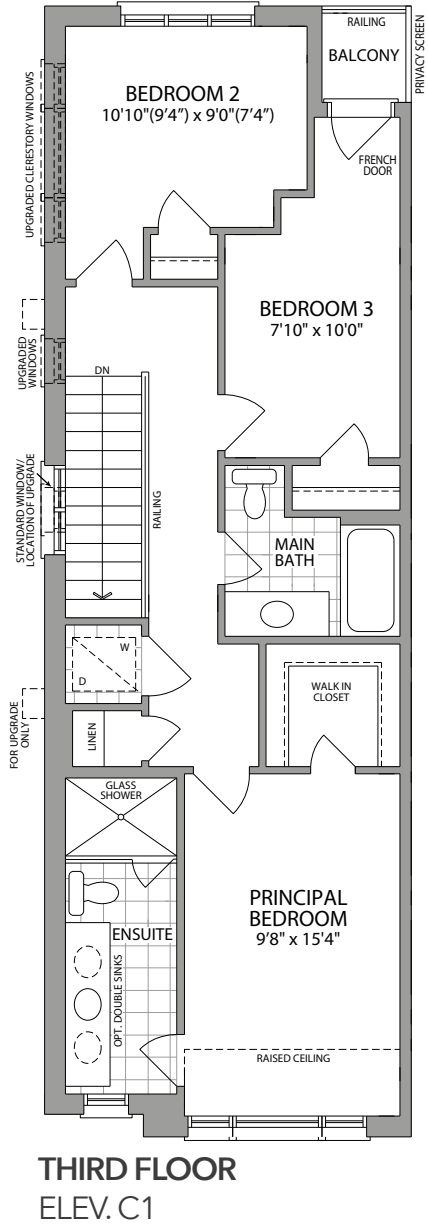 RAILING
BALCONY
PRIVACY SCREEN
BEDROOM 2
10'10"(9'4") x 9'0"(7'4")
UPGRADED CLERESTORY WINDOWS
FRENCH
DOOR
BEDROOM 3
7'10" x 10'0"
UPGRADED
WINDOWS
DN
STANDARD WINDOW/
LOCATION OF UPGRADE
RAILING
MAIN
BATH
W
D
WALK IN
CLOSET
FOR UPGRADE
ONLY
LINEN
GLASS
SHOWER
PRINCIPAL
BEDROOM
9'8" x 15'4"
ENSUITE
OPT. DOUBLE SINKS
RAISED CEILING
THIRD FLOOR
ELEV. C1